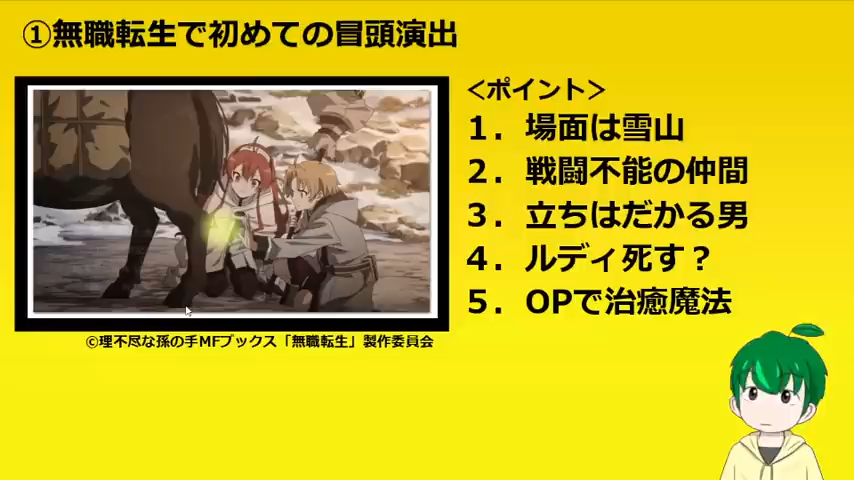 ①無職転生で初めての冒頭演出
<ポイント>
１．場面は雪山
２．戦闘不能の仲間
３．立ちはだかる男
４．ルディ死す？
５．OPで治癒魔法
©理不尽な孫の手MFブックス「無職転生」製作委員会